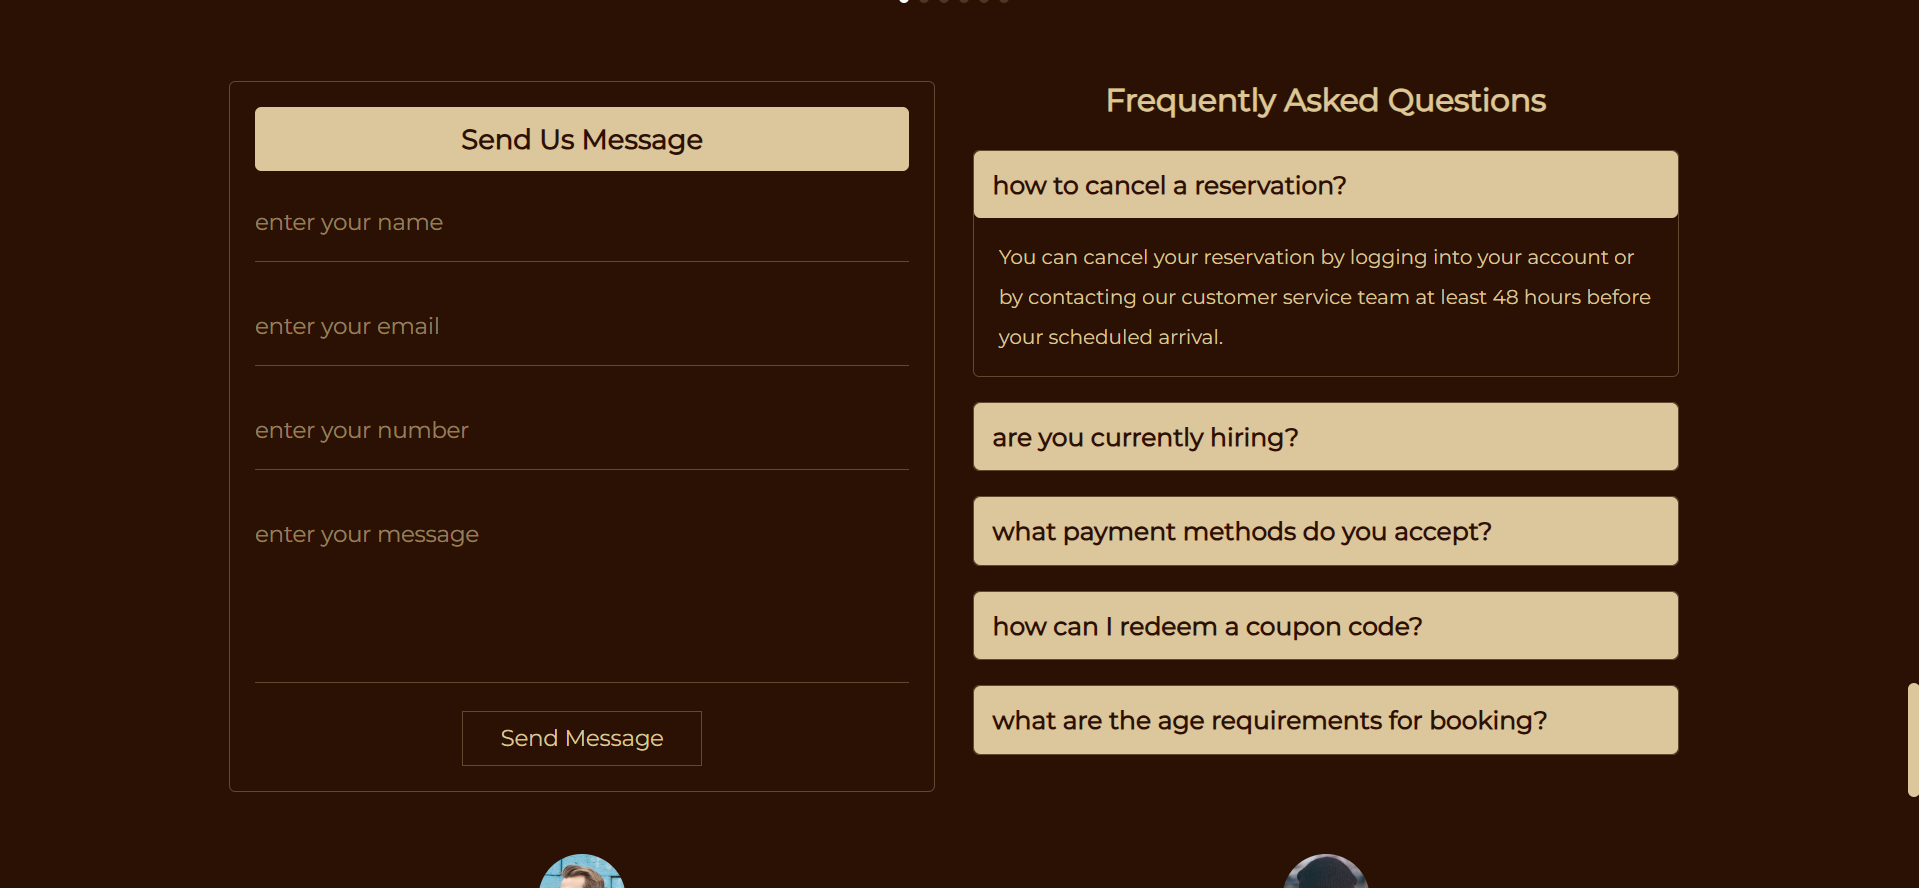 Send Us Message
enter your name
enter your email
enter your number
enter your message
Send Message
Frequently Asked Questions
how to cancel a reservation?
You can cancel your reservation by logging into your account or
by contacting our customer service team at least 48 hours before
your scheduled arrival.
are you currently hiring?
what payment methods do you accept?
how can I redeem a coupon code?
what are the age requirements for booking?